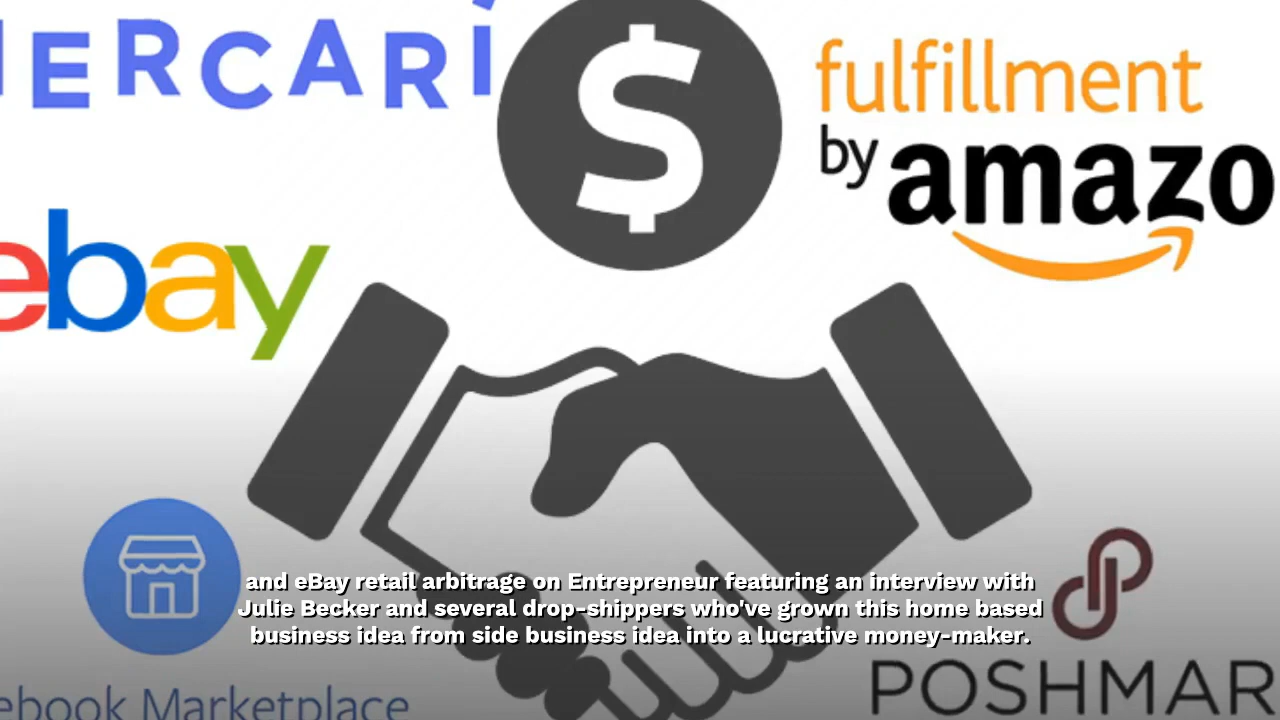 MERCARI
$
fulfillment
by amazo
ebay
and eBay retail arbitrage on Entrepreneur featuring an interview with
Julie Becker and several drop-shippers who've grown this home based
business idea from side business idea into a lucrative money-maker.
ebook Marketplace
POSHMAR